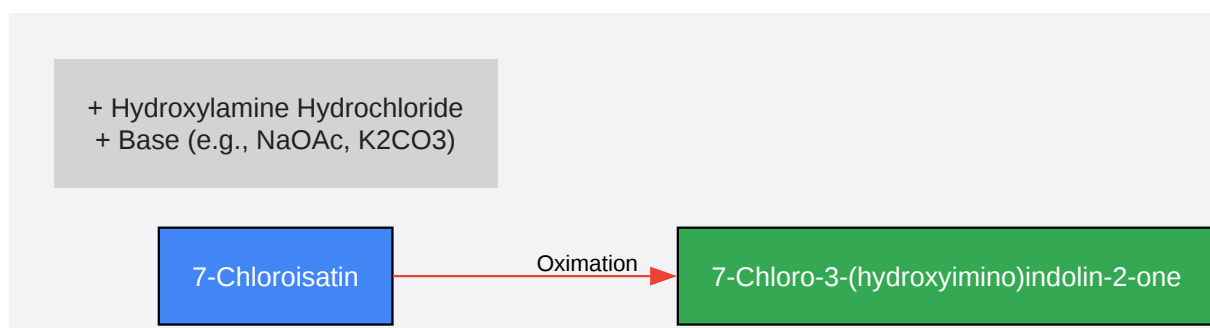 + Hydroxylamine Hydrochloride
+ Base (e.g., NaOAc, K2CO3)
7-Chloroisatin
Oximation
7-Chloro-3-(hydroxyimino)indolin-2-one